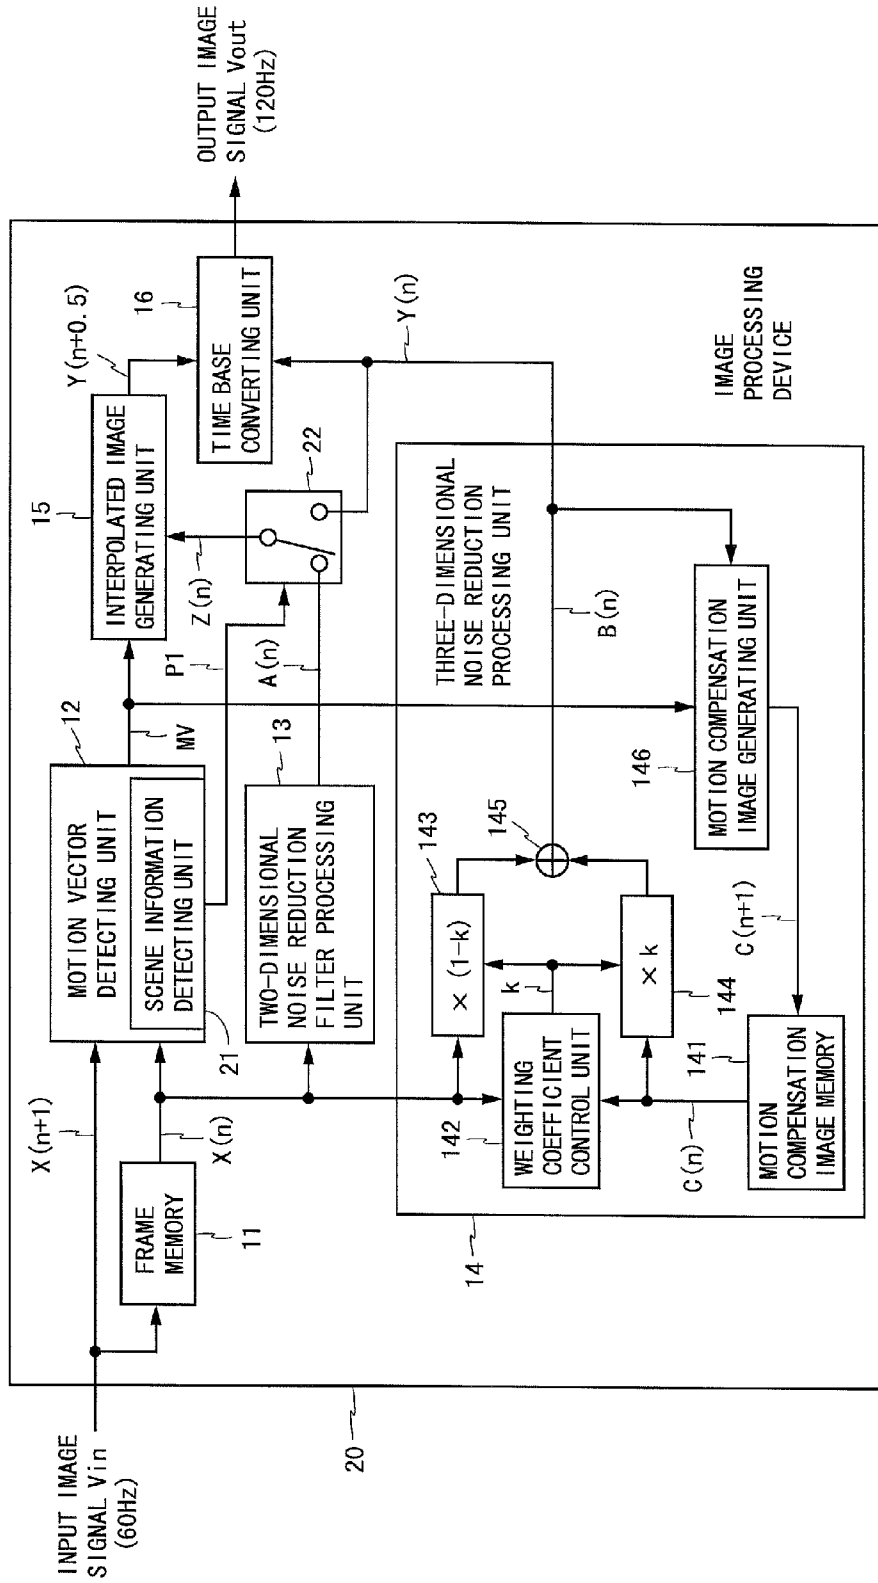 INPUT IMAGE
SIGNAL Vin
(60Hz)
20
X(n+1)
FRAME
MEMORY
11
X(n)
MOTION VECTOR
DETECTING UNIT
12
SCENE INFORMATION
DETECTING UNIT
21
MV
P1
TWO-DIMENSIONAL
NOISE REDUCTION
FILTER PROCESSING
UNIT
13
A(n)
Z(n)
22
INTERPOLATED IMAGE
GENERATING UNIT
15
Y(n+0.5)
TIME BASE
CONVERTING UNIT
16
OUTPUT IMAGE
SIGNAL Vout
(120Hz)
Y(n)
IMAGE
PROCESSING
DEVICE
14
THREE-DIMENSIONAL
NOISE REDUCTION
PROCESSING UNIT
WEIGHTING
COEFFICIENT
CONTROL UNIT
142
k
× (1-k)
143
× k
144
145
B(n)
C(n)
MOTION
COMPENSATION
IMAGE MEMORY
141
C(n+1)
MOTION COMPENSATION
IMAGE GENERATING UNIT
146